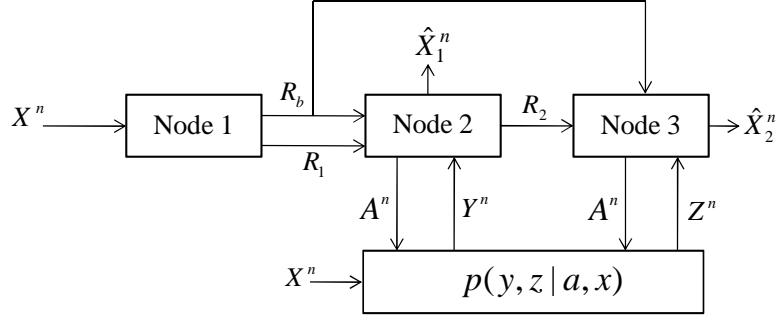 X̂₁ⁿ
Xⁿ Node 1 R_b R₁ Node 2 R₂ Node 3 X̂₂ⁿ
Aⁿ Yⁿ Aⁿ Zⁿ
Xⁿ p(y, z | a, x)